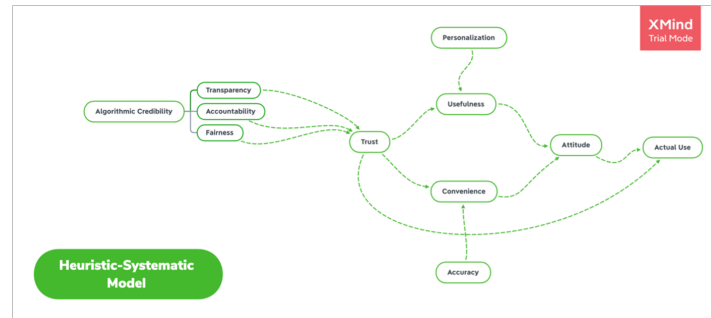 XMind
Trial Mode
Personalization
Transparency
Usefulness
Algorithmic Credibility
Accountability
Fairness
Trust
Attitude
Actual Use
Convenience
Heuristic-Systematic
Model
Accuracy